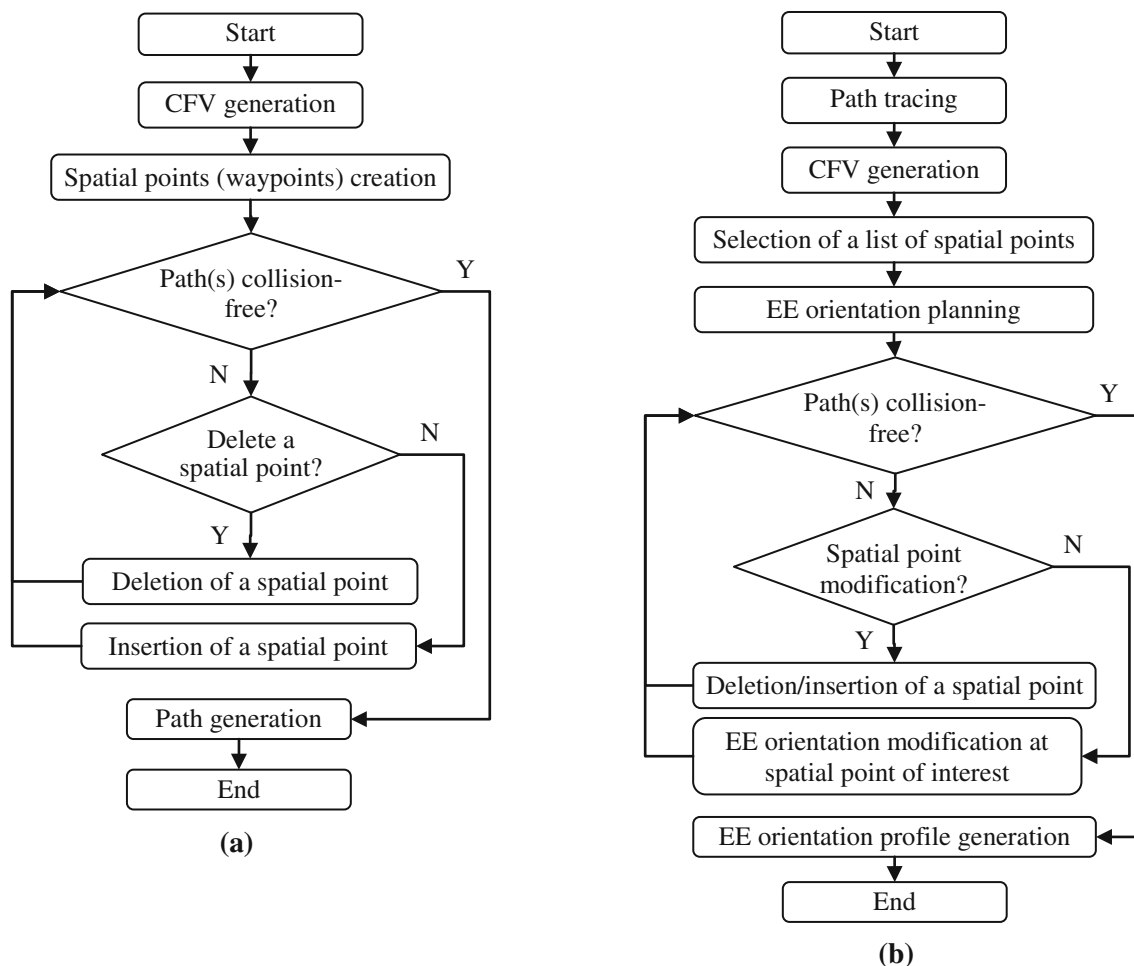 Start
CFV generation
Spatial points (waypoints) creation
Path(s) collision-
free?
Y
N
Delete a
spatial point?
N
Y
Deletion of a spatial point
Insertion of a spatial point
Path generation
End
(a)
Start
Path tracing
CFV generation
Selection of a list of spatial points
EE orientation planning
Path(s) collision-
free?
Y
N
Spatial point
modification?
N
Y
Deletion/insertion of a spatial point
EE orientation modification at
spatial point of interest
EE orientation profile generation
End
(b)